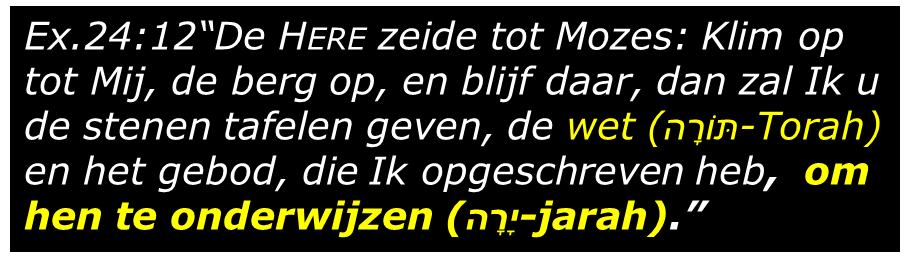 Ex.24:12“De HERE zeide tot Mozes: Klim op
tot Mij, de berg op, en blijf daar, dan zal Ik u
de stenen tafelen geven, de wet (תּוֹרָה-Torah)
en het gebod, die Ik opgeschreven heb, om
hen te onderwijzen (יָרָה-jarah).”